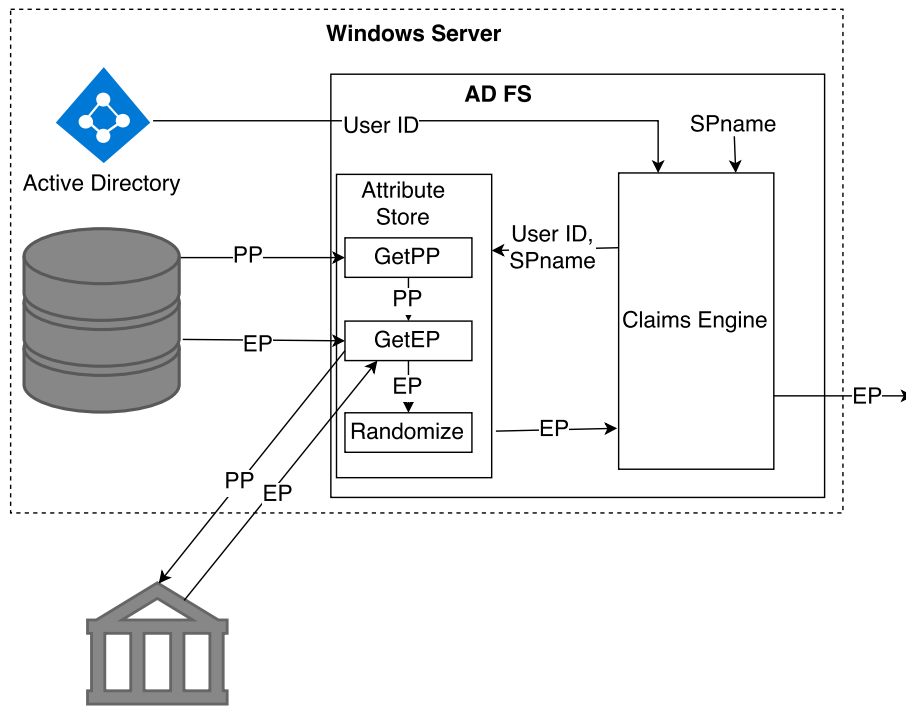 Windows Server
AD FS
User ID
SPname
Active Directory
Attribute
Store
User ID,
SPname
PP
GetPP
PP
EP
GetEP
Claims Engine
EP
Randomize
EP
EP
PP
EP